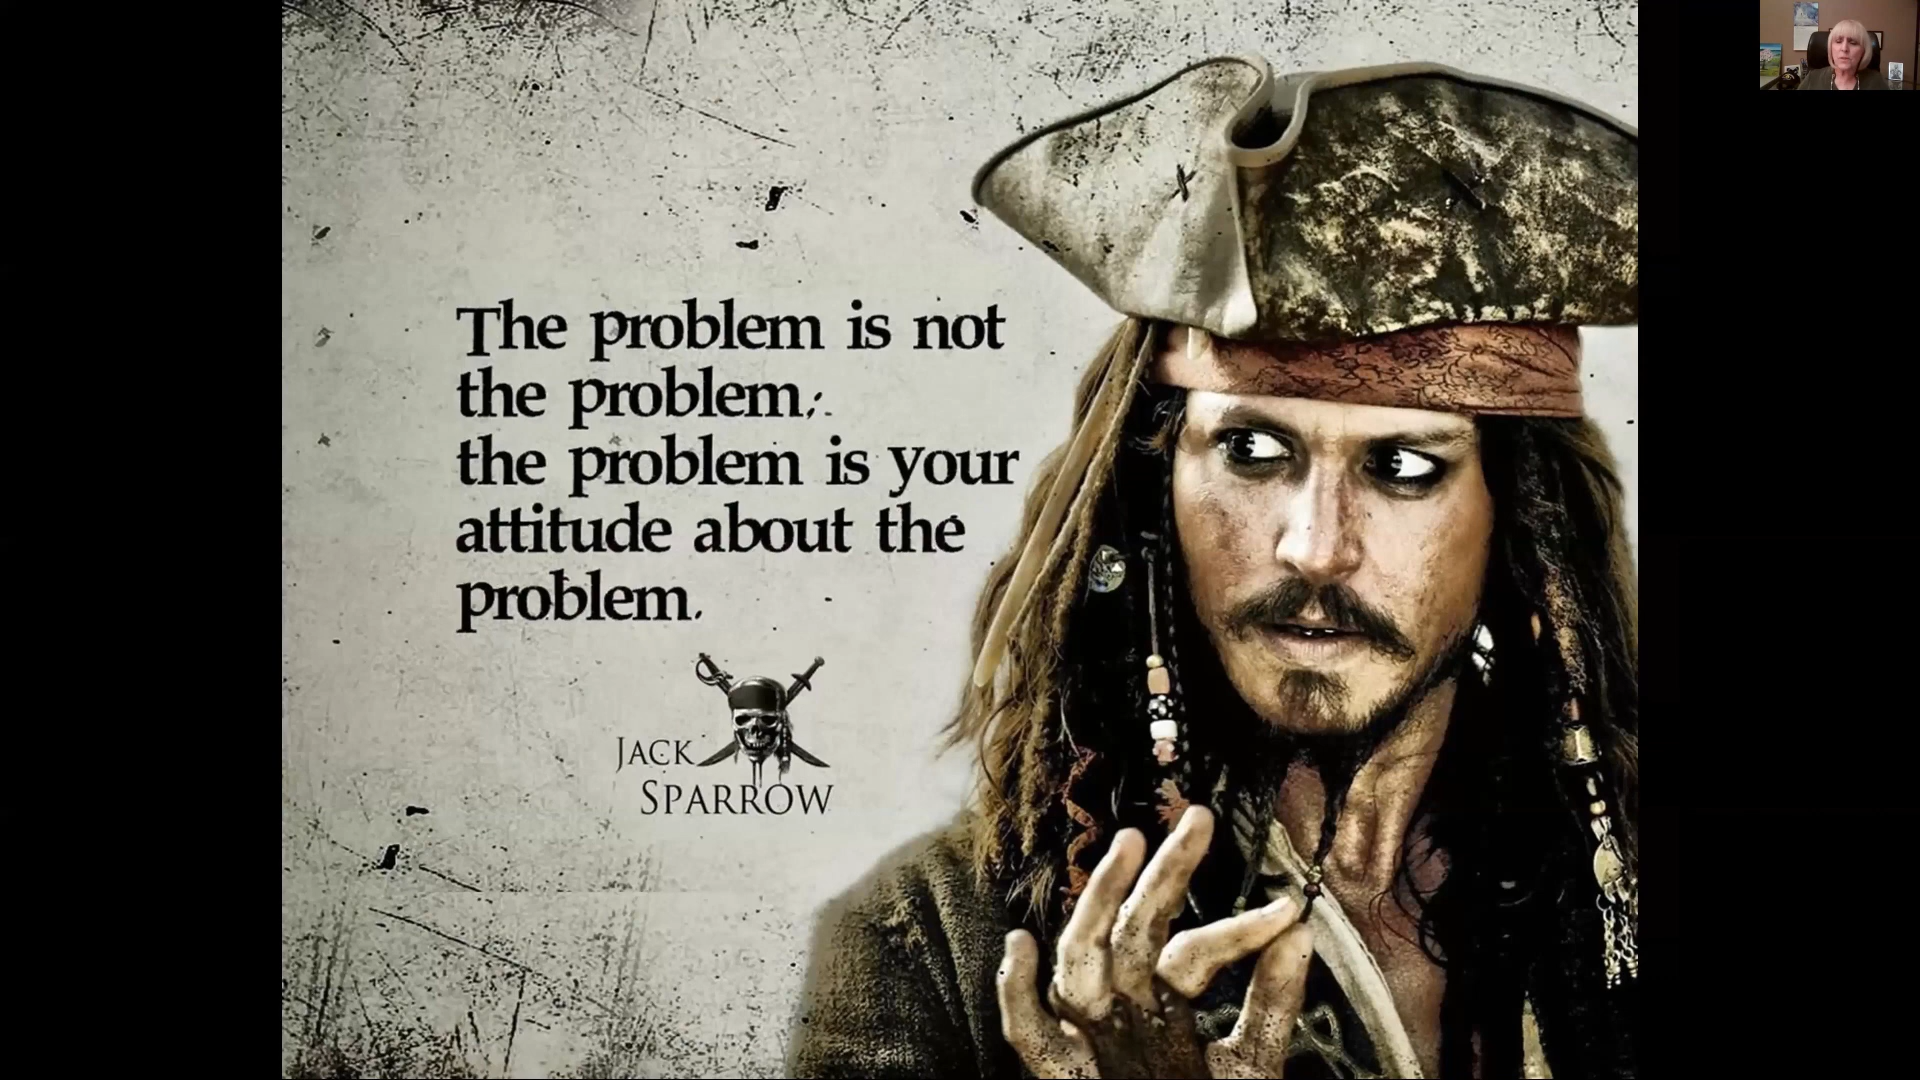 The problem is not
the problem;
the problem is your
attitude about the
problem.
JACK
SPARROW